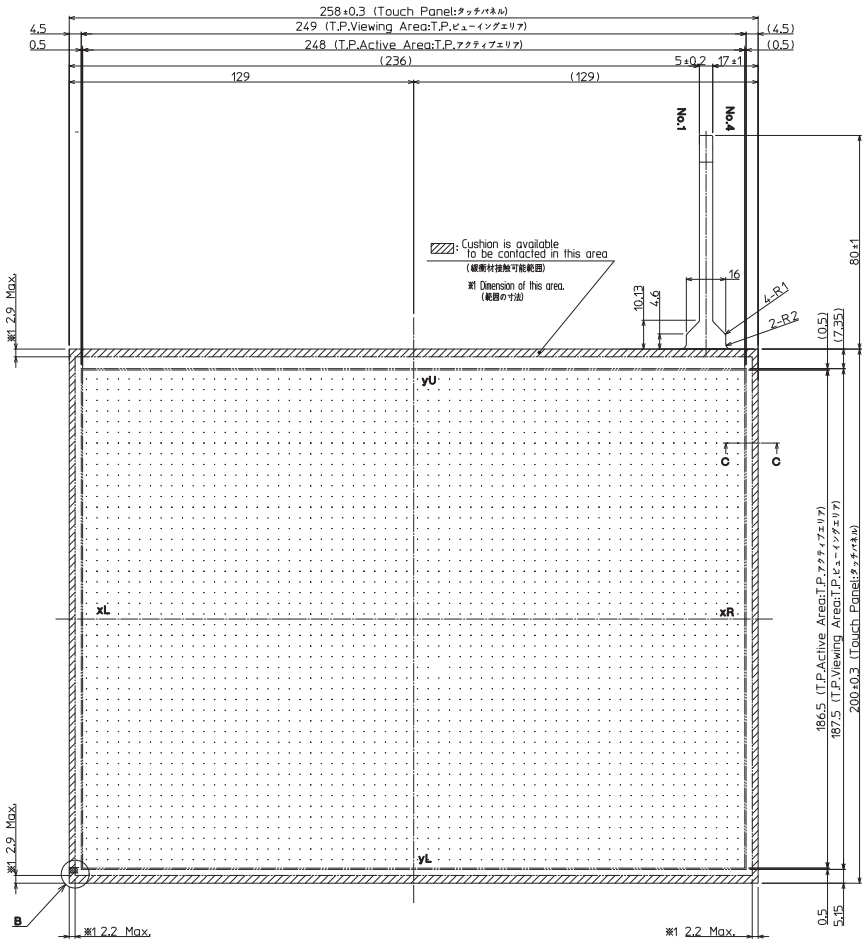 258±0.3 (Touch Panel:タッチパネル)
4.5
249 (T.P.Viewing Area:T.P.ビューイングエリア)
(4.5)
0.5
248 (T.P.Active Area:T.P.アクティブエリア)
(0.5)
(236)
5±0.2
17±1
129
(129)
No.1
No.4
: Cushion is available
to be contacted in this area
(緩衝材接触可能範囲)
※1 Dimension of this area.
(範囲の寸法)
16
10.13
4.6
4-R1
2-R2
80±1
(0.5)
(7.35)
※1 2.9 Max.
yU
C
C
xL
xR
186.5 (T.P.Active Area:T.P.アクティブエリア)
187.5 (T.P.Viewing Area:T.P.ビューイングエリア)
200±0.3 (Touch Panel:タッチパネル)
※1 2.9 Max.
yL
※
B
※1 2.2 Max.
※1 2.2 Max.
0.5
5.15